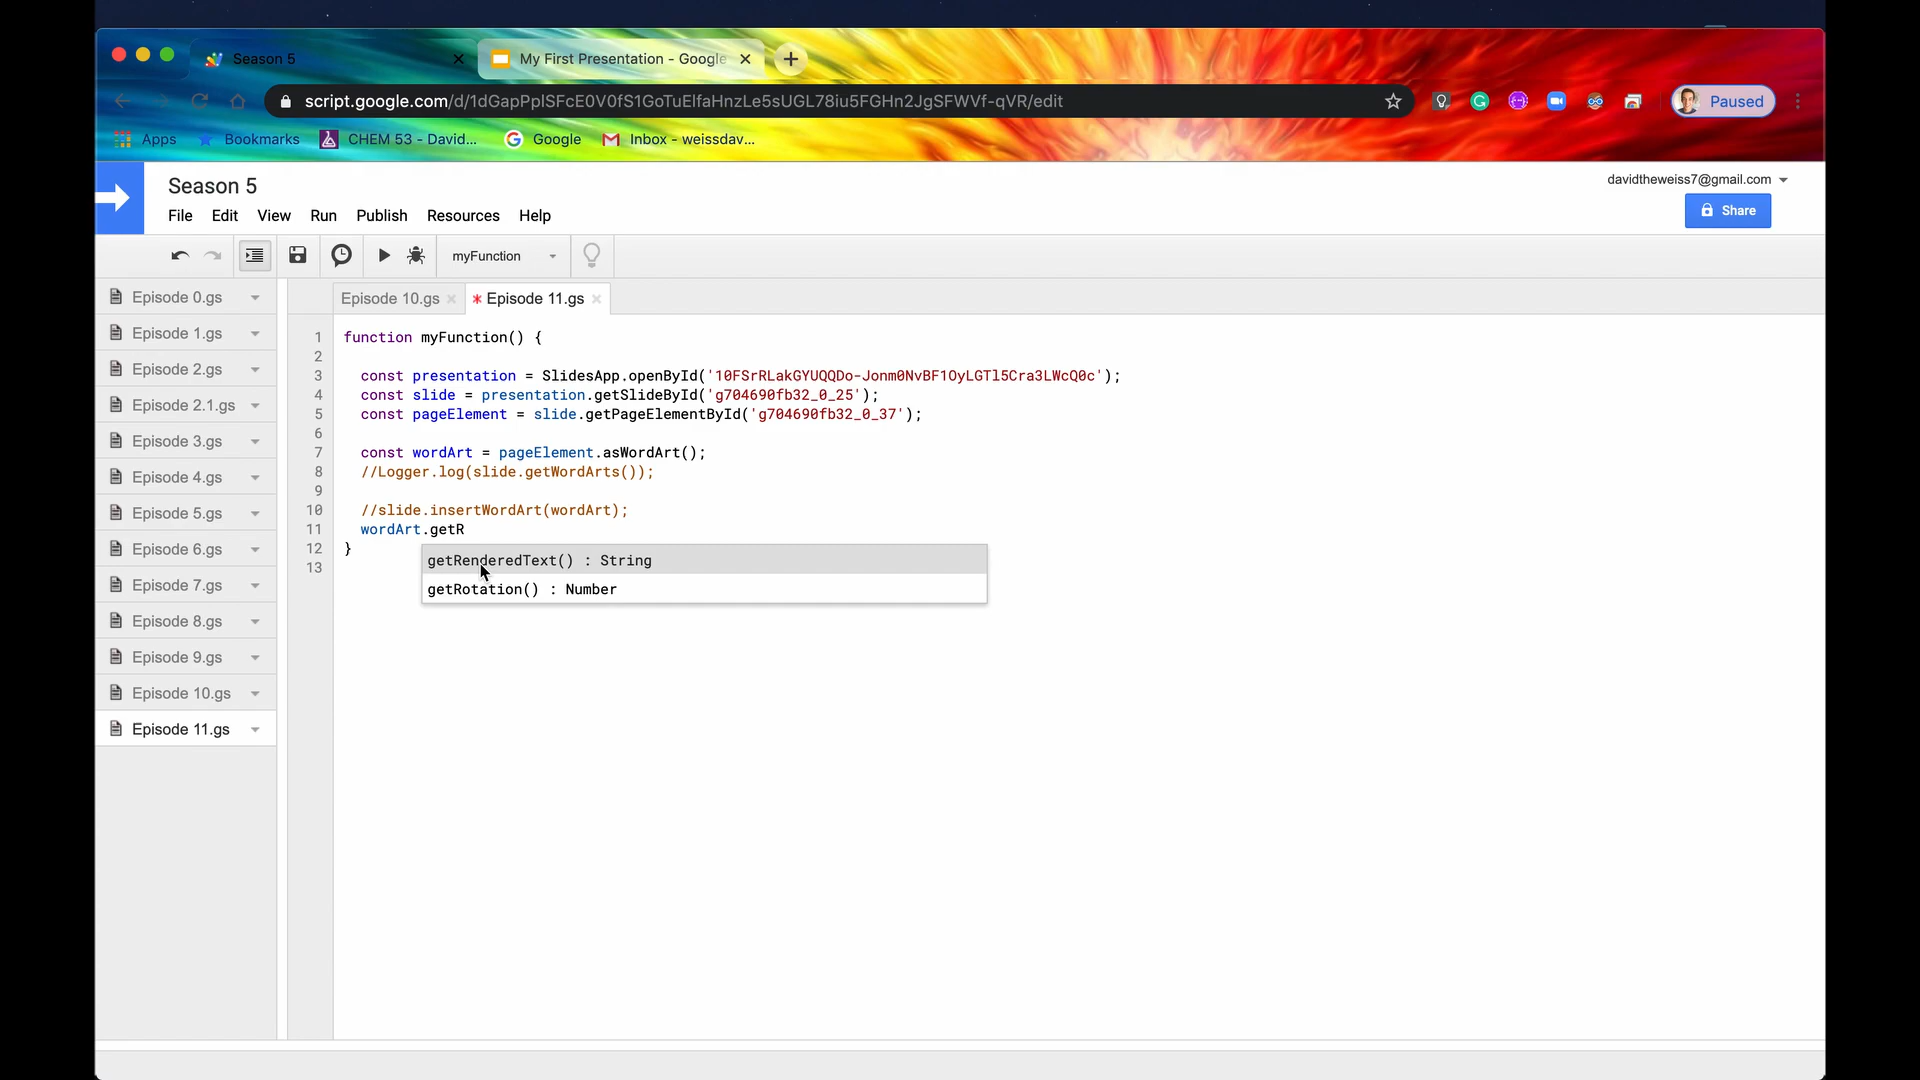 Season 5
My First Presentation - Google
script.google.com/d/1dGapPplSFcE0V0fS1GoTuElfaHnzLe5sUGL78iu5FGHn2JgSFWVf-qVR/edit
Paused
Apps
Bookmarks
CHEM 53 - David...
Google
Inbox - weissdav...
Season 5
davidtheweiss7@gmail.com
File Edit View Run Publish Resources Help
Share
myFunction
Episode 0.gs
Episode 1.gs
Episode 2.gs
Episode 2.1.gs
Episode 3.gs
Episode 4.gs
Episode 5.gs
Episode 6.gs
Episode 7.gs
Episode 8.gs
Episode 9.gs
Episode 10.gs
Episode 11.gs
Episode 10.gs
* Episode 11.gs
1 function myFunction() {
2
3 const presentation = SlidesApp.openById('10FSrRLakGYUQQDo-Jonm0NvBF1OyLGTl5Cra3LWcQ0c');
4 const slide = presentation.getSlideById('g704690fb32_0_25');
5 const pageElement = slide.getPageElementById('g704690fb32_0_37');
6
7 const wordArt = pageElement.asWordArt();
8 //Logger.log(slide.getWordArts());
9
10 //slide.insertWordArt(wordArt);
11 wordArt.getR
12 }
13
getRenderedText() : String
getRotation() : Number